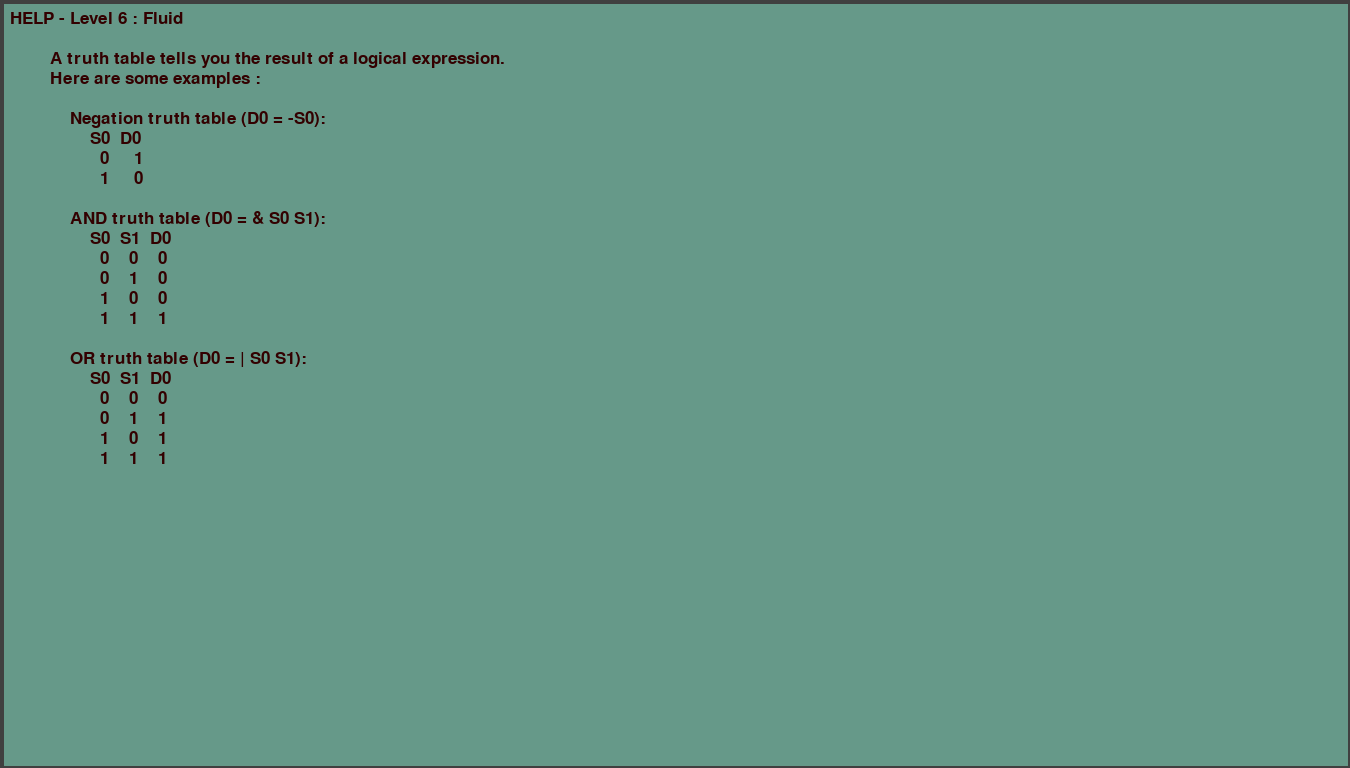 HELP - Level 6 : Fluid
A truth table tells you the result of a logical expression.
Here are some examples :
Negation truth table (D0 = -S0):
S0 D0
0 1
1 0
AND truth table (D0 = & S0 S1):
S0 S1 D0
0 0 0
0 1 0
1 0 0
1 1 1
OR truth table (D0 = | S0 S1):
S0 S1 D0
0 0 0
0 1 1
1 0 1
1 1 1